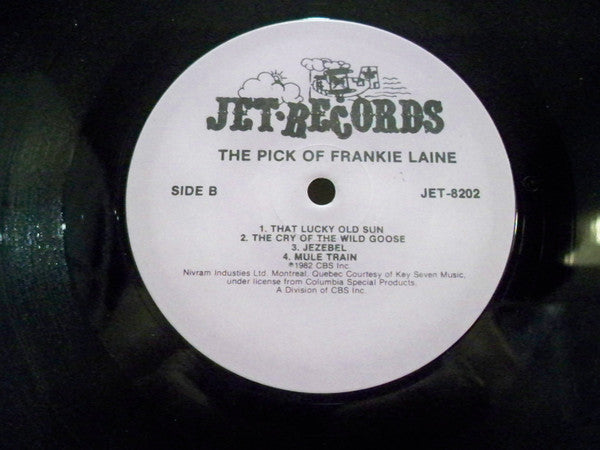 JET·RECORDS
THE PICK OF FRANKIE LAINE
SIDE B
JET-8202
1. THAT LUCKY OLD SUN
2. THE CRY OF THE WILD GOOSE
3. JEZEBEL
4. MULE TRAIN
℗1982 CBS Inc.
Nivram Industies Ltd. Montreal, Quebec Courtesy of Key Seven Music,
under license from Columbia Special Products,
A Division of CBS Inc.